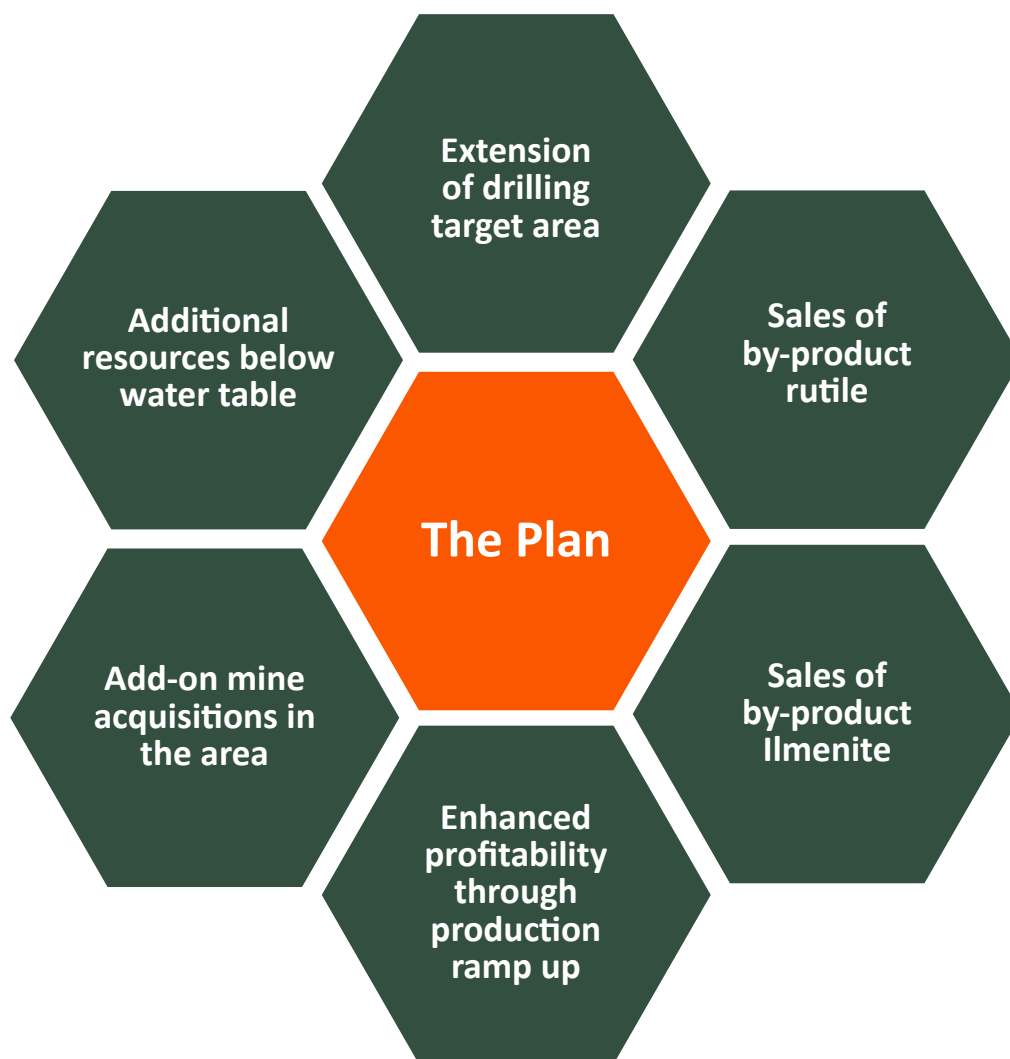 Extension
of drilling
target area
Sales of
by-product
rutile
Sales of
by-product
Ilmenite
Enhanced
profitability
through
production
ramp up
Add-on mine
acquisitions in
the area
Additional
resources below
water table
The Plan